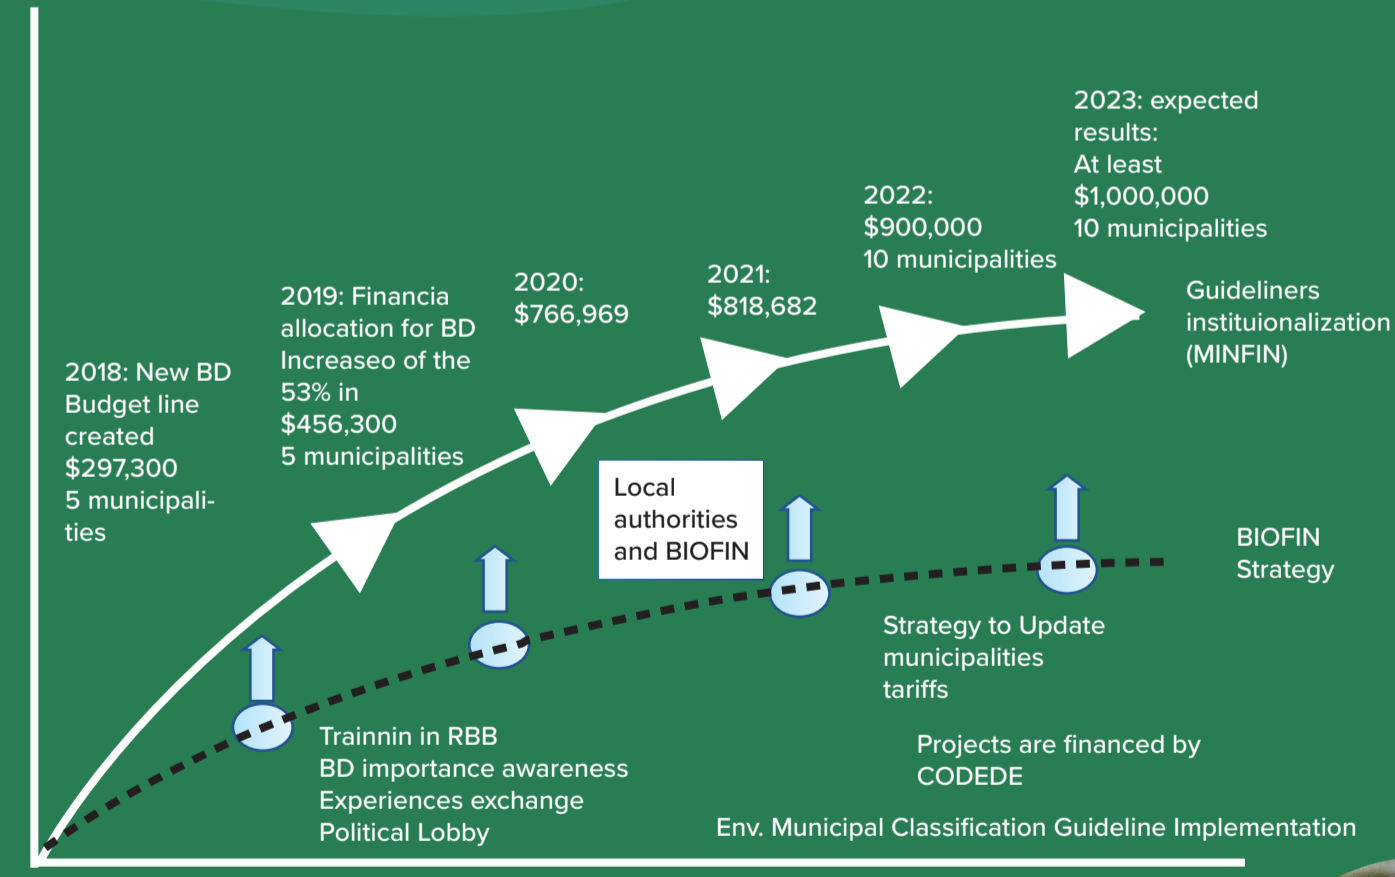 2018: New BD
Budget line
created
$297,300
5 municipali-
ties
2019: Financia
allocation for BD
Increaseo of the
53% in
$456,300
5 municipalities
2020:
$766,969
2021:
$818,682
2022:
$900,000
10 municipalities
2023: expected
results:
At least
$1,000,000
10 municipalities
Guideliners
instituionalization
(MINFIN)
Local
authorities
and BIOFIN
BIOFIN
Strategy
Trainnin in RBB
BD importance awareness
Experiences exchange
Political Lobby
Strategy to Update
municipalities
tariffs
Projects are financed by
CODEDE
Env. Municipal Classification Guideline Implementation